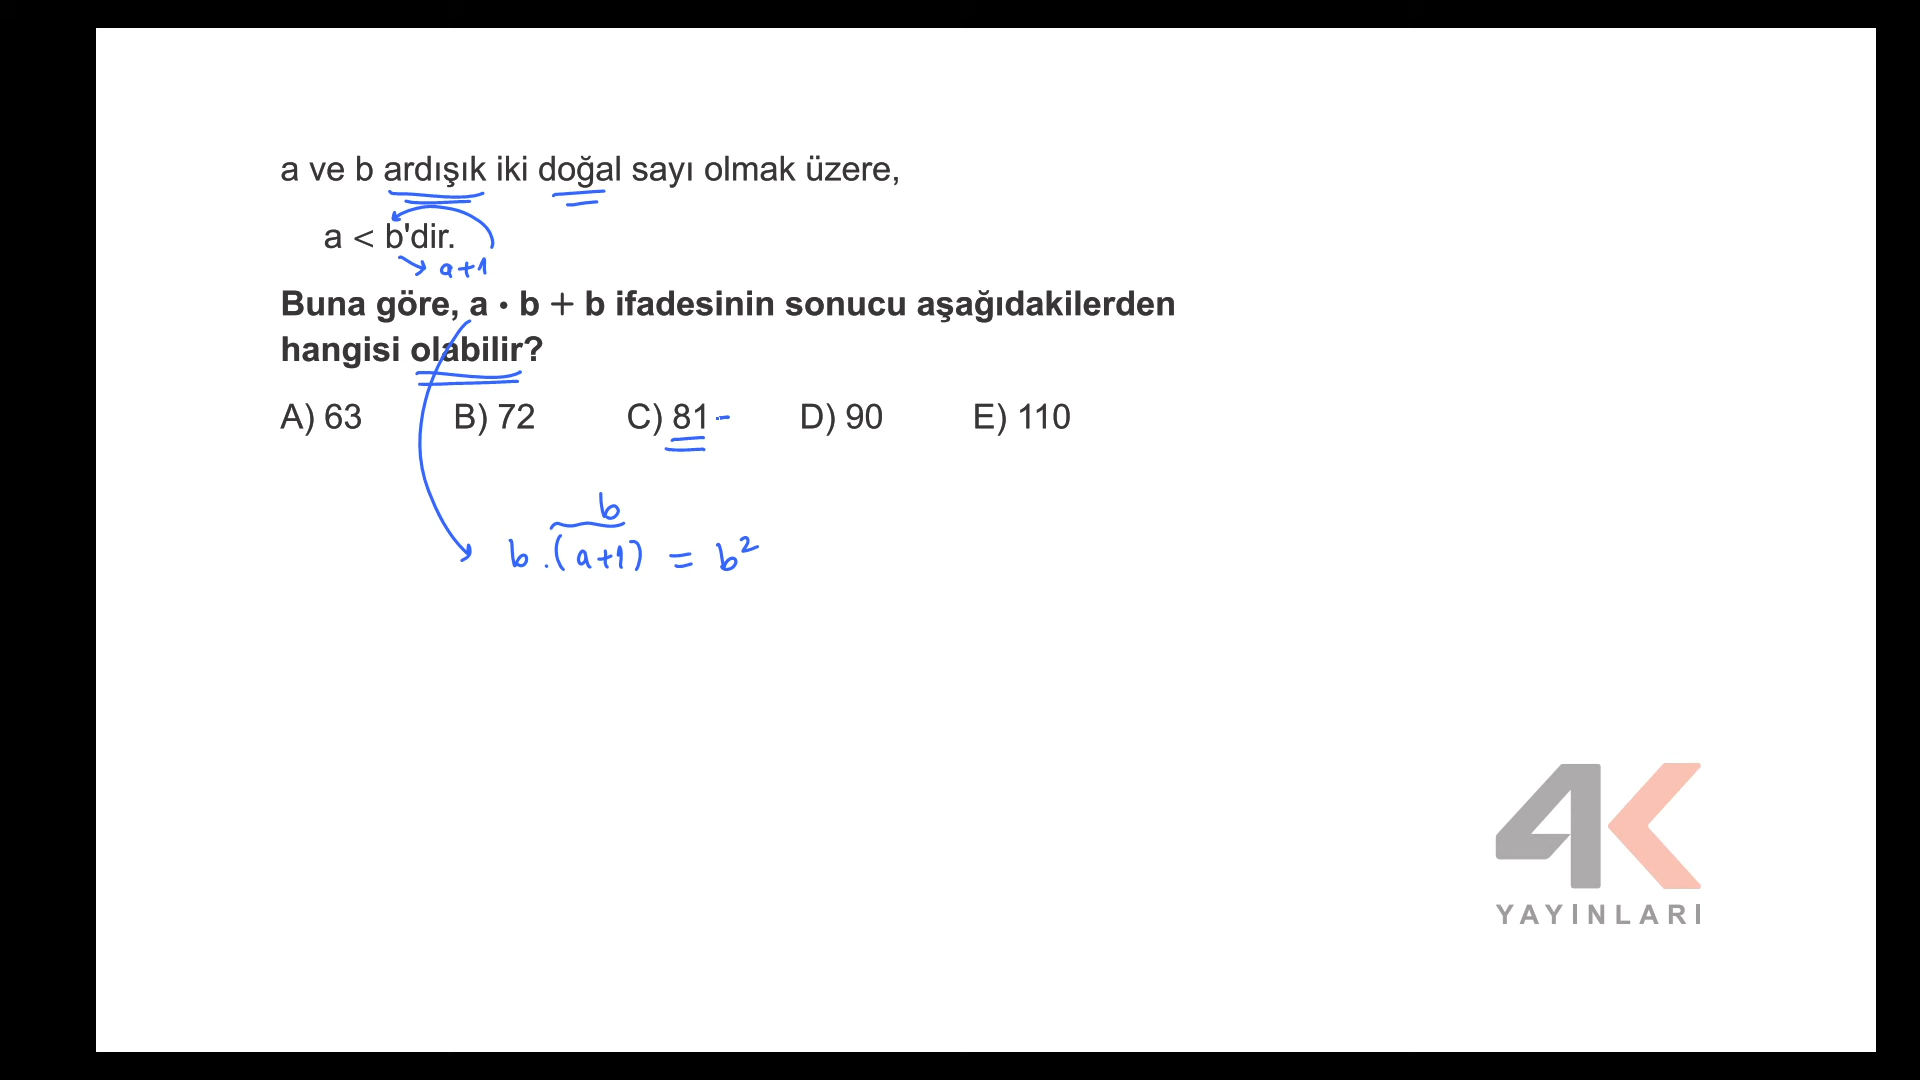 a ve b ardışık iki doğal sayı olmak üzere,
a < b'dir.
a+1
Buna göre, a · b + b ifadesinin sonucu aşağıdakilerden
hangisi olabilir?
A) 63 B) 72 C) 81 D) 90 E) 110
b
b . (a+1) = b²
4K
YAYINLARI